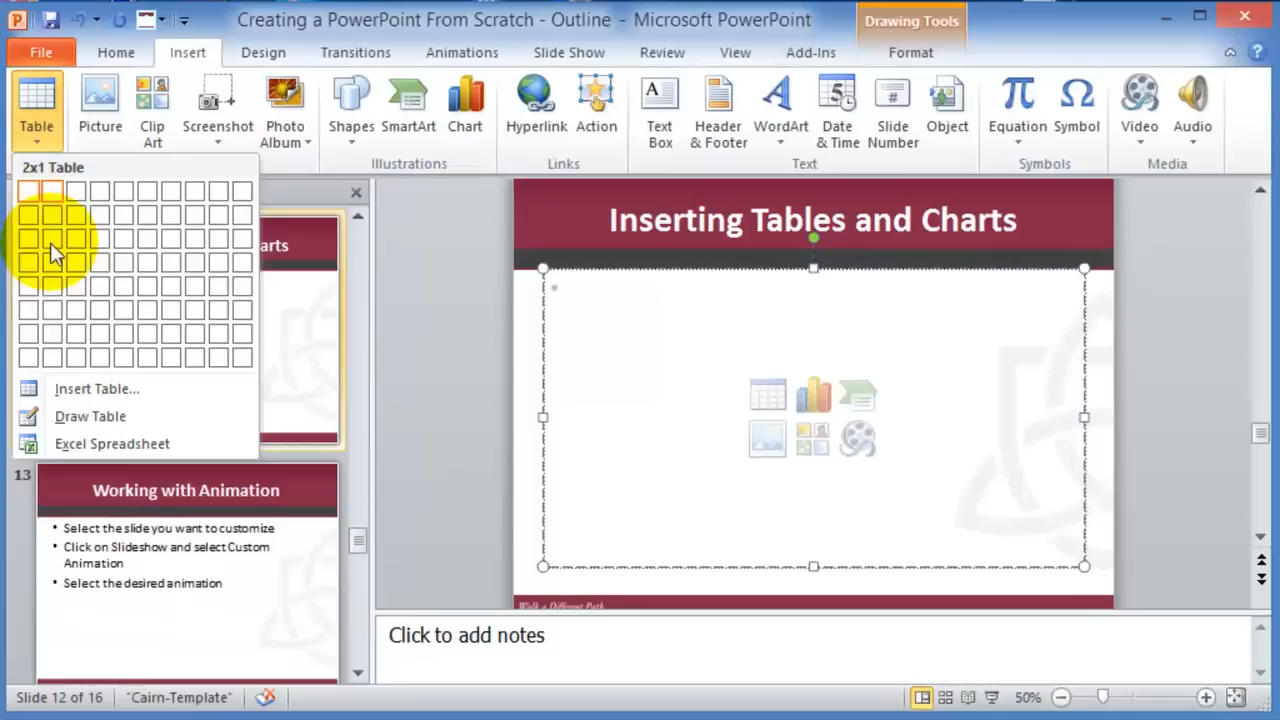 Creating a PowerPoint From Scratch - Outline - Microsoft PowerPoint
Drawing Tools
File Home Insert Design Transitions Animations Slide Show Review View Add-Ins Format
Table
Picture
Clip Art
Screenshot
Photo Album
Shapes
SmartArt
Chart
Hyperlink
Action
Text Box
Header & Footer
WordArt
Date & Time
Slide Number
Object
Equation
Symbol
Video
Audio
Illustrations
Links
Text
Symbols
Media
2x1 Table
Insert Table...
Draw Table
Excel Spreadsheet
arts
13
Working with Animation
• Select the slide you want to customize
• Click on Slideshow and select Custom
Animation
• Select the desired animation
Inserting Tables and Charts
Walk a Different Path
Click to add notes
Slide 12 of 16
"Cairn-Template"
50%